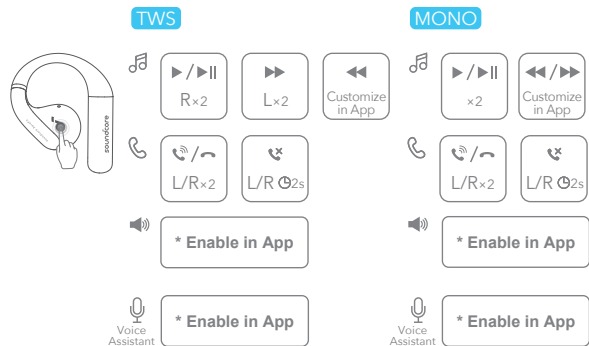 TWS
R×2
L×2
Customize
in App
L/R×2
L/R 2s
* Enable in App
Voice
Assistant
* Enable in App
MONO
×2
Customize
in App
L/R×2
L/R 2s
* Enable in App
Voice
Assistant
* Enable in App
soundcore